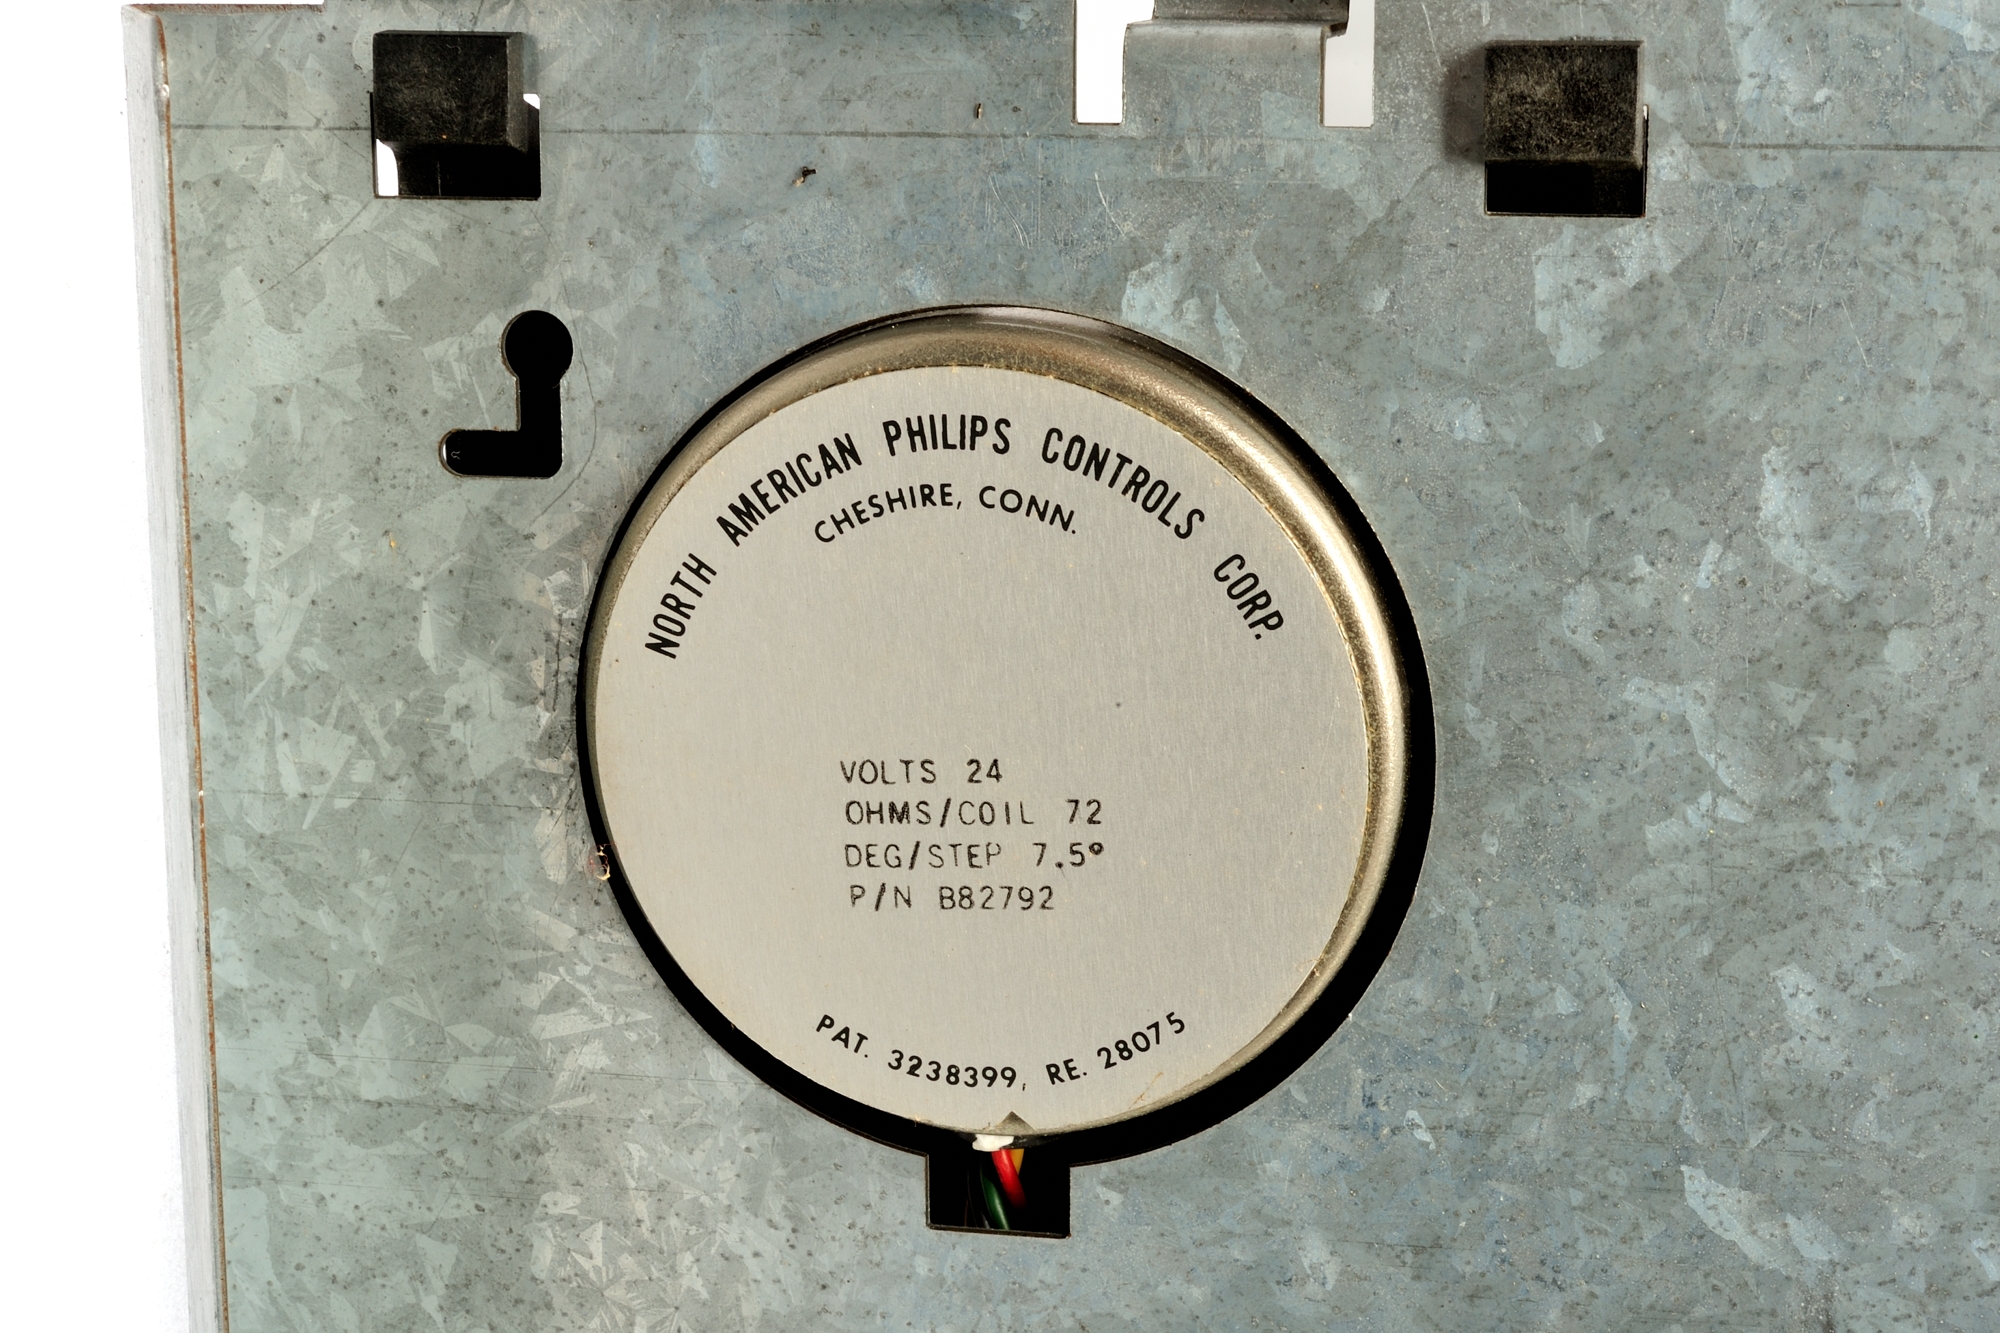 NORTH AMERICAN PHILIPS CONTROLS CORP.
CHESHIRE, CONN.
VOLTS 24
OHMS/COIL 72
DEG/STEP 7.5°
P/N B82792
PAT. 3238399, RE. 28075